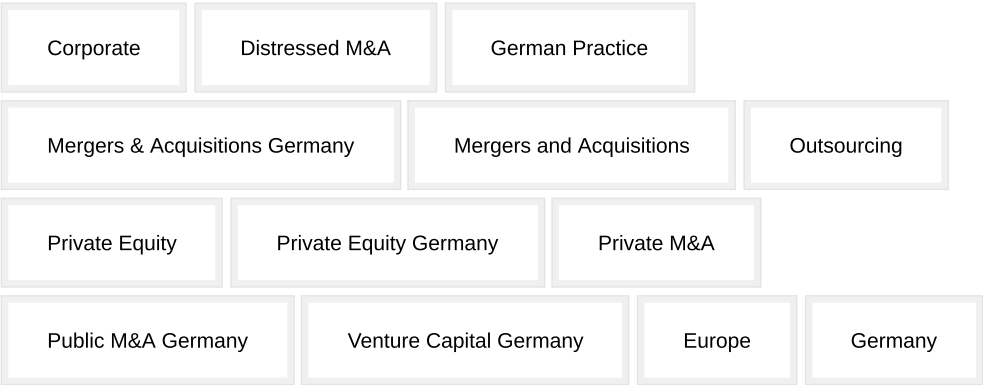 Corporate Distressed M&A German Practice
Mergers & Acquisitions Germany Mergers and Acquisitions Outsourcing
Private Equity Private Equity Germany Private M&A
Public M&A Germany Venture Capital Germany Europe Germany